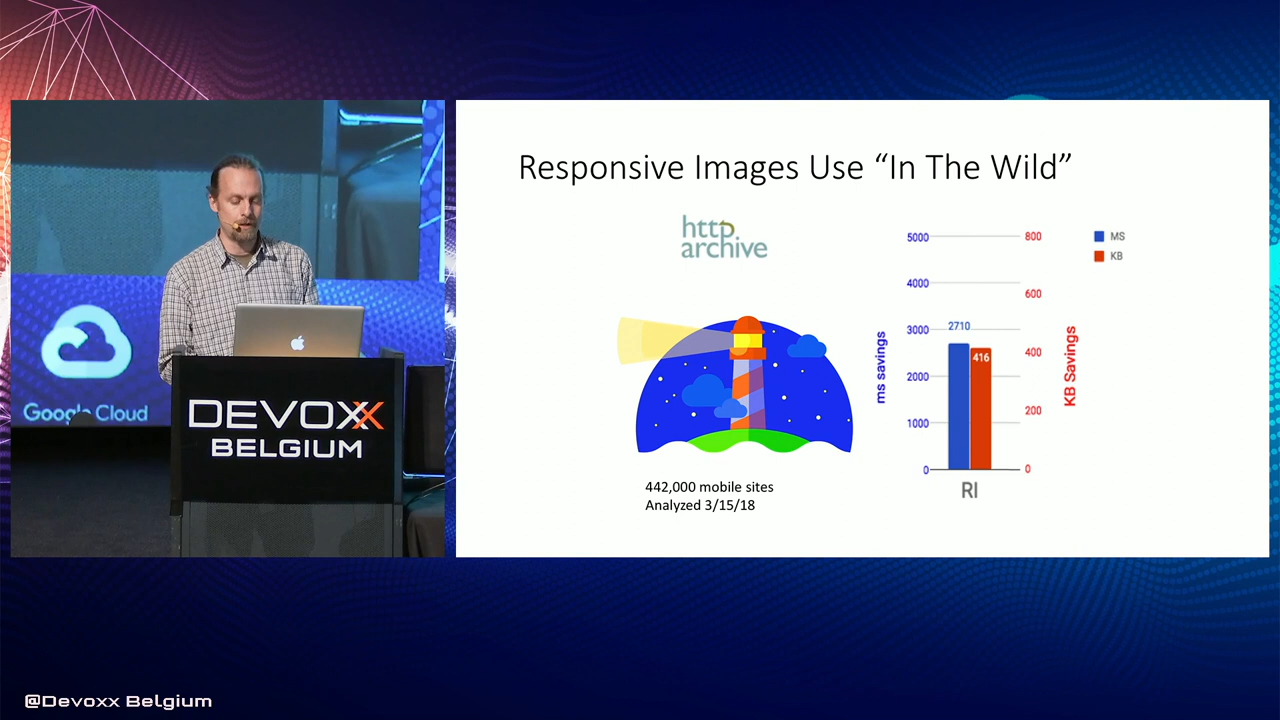 Google Cloud
DEVOXX
BELGIUM
Responsive Images Use “In The Wild”
http
archive
442,000 mobile sites
Analyzed 3/15/18
ms savings
5000
4000
3000
2000
1000
0
2710
416
RI
800
600
400
200
0
KB Savings
MS
KB
@Devoxx Belgium